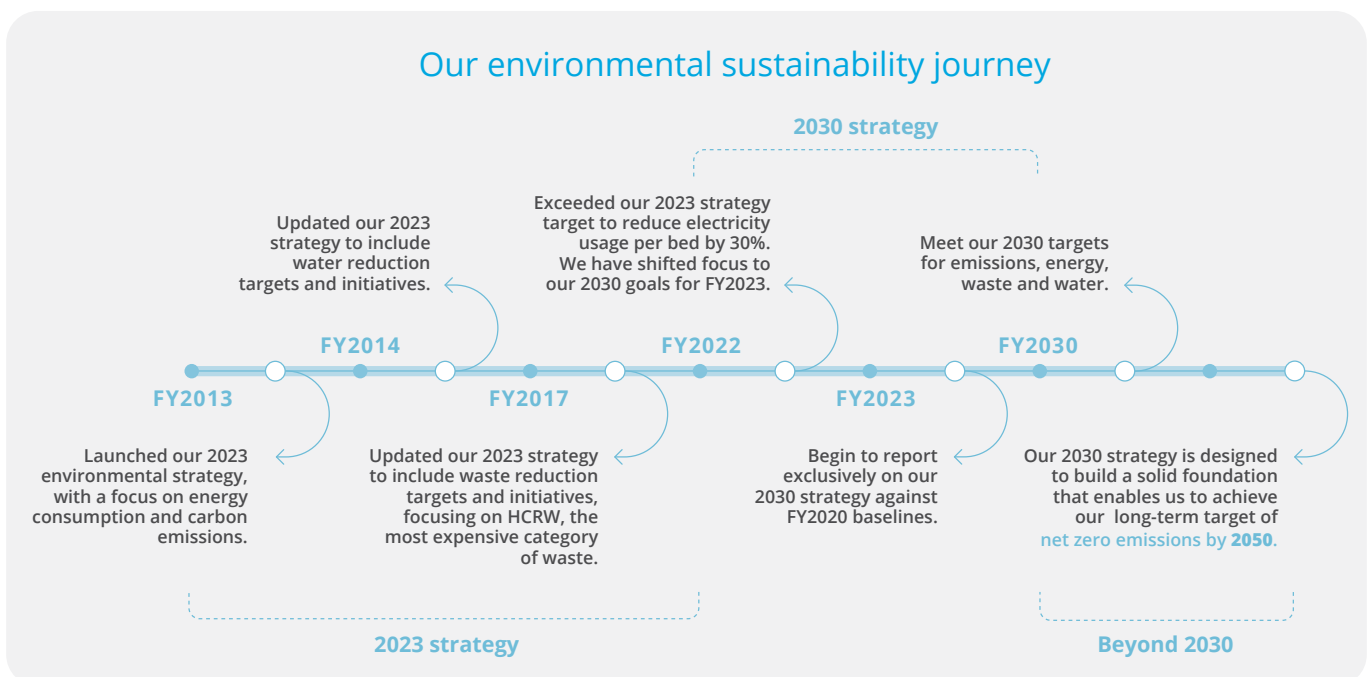 Our environmental sustainability journey
2030 strategy
Updated our 2023
strategy to include
water reduction
targets and initiatives.
Exceeded our 2023 strategy
target to reduce electricity
usage per bed by 30%.
We have shifted focus to
our 2030 goals for FY2023.
Meet our 2030 targets
for emissions, energy,
waste and water.
FY2014
FY2022
FY2030
FY2013
FY2017
FY2023
Launched our 2023
environmental strategy,
with a focus on energy
consumption and carbon
emissions.
Updated our 2023 strategy
to include waste reduction
targets and initiatives,
focusing on HCRW, the
most expensive category
of waste.
Begin to report
exclusively on our
2030 strategy against
FY2020 baselines.
Our 2030 strategy is designed
to build a solid foundation
that enables us to achieve
our long-term target of
net zero emissions by 2050.
2023 strategy
Beyond 2030